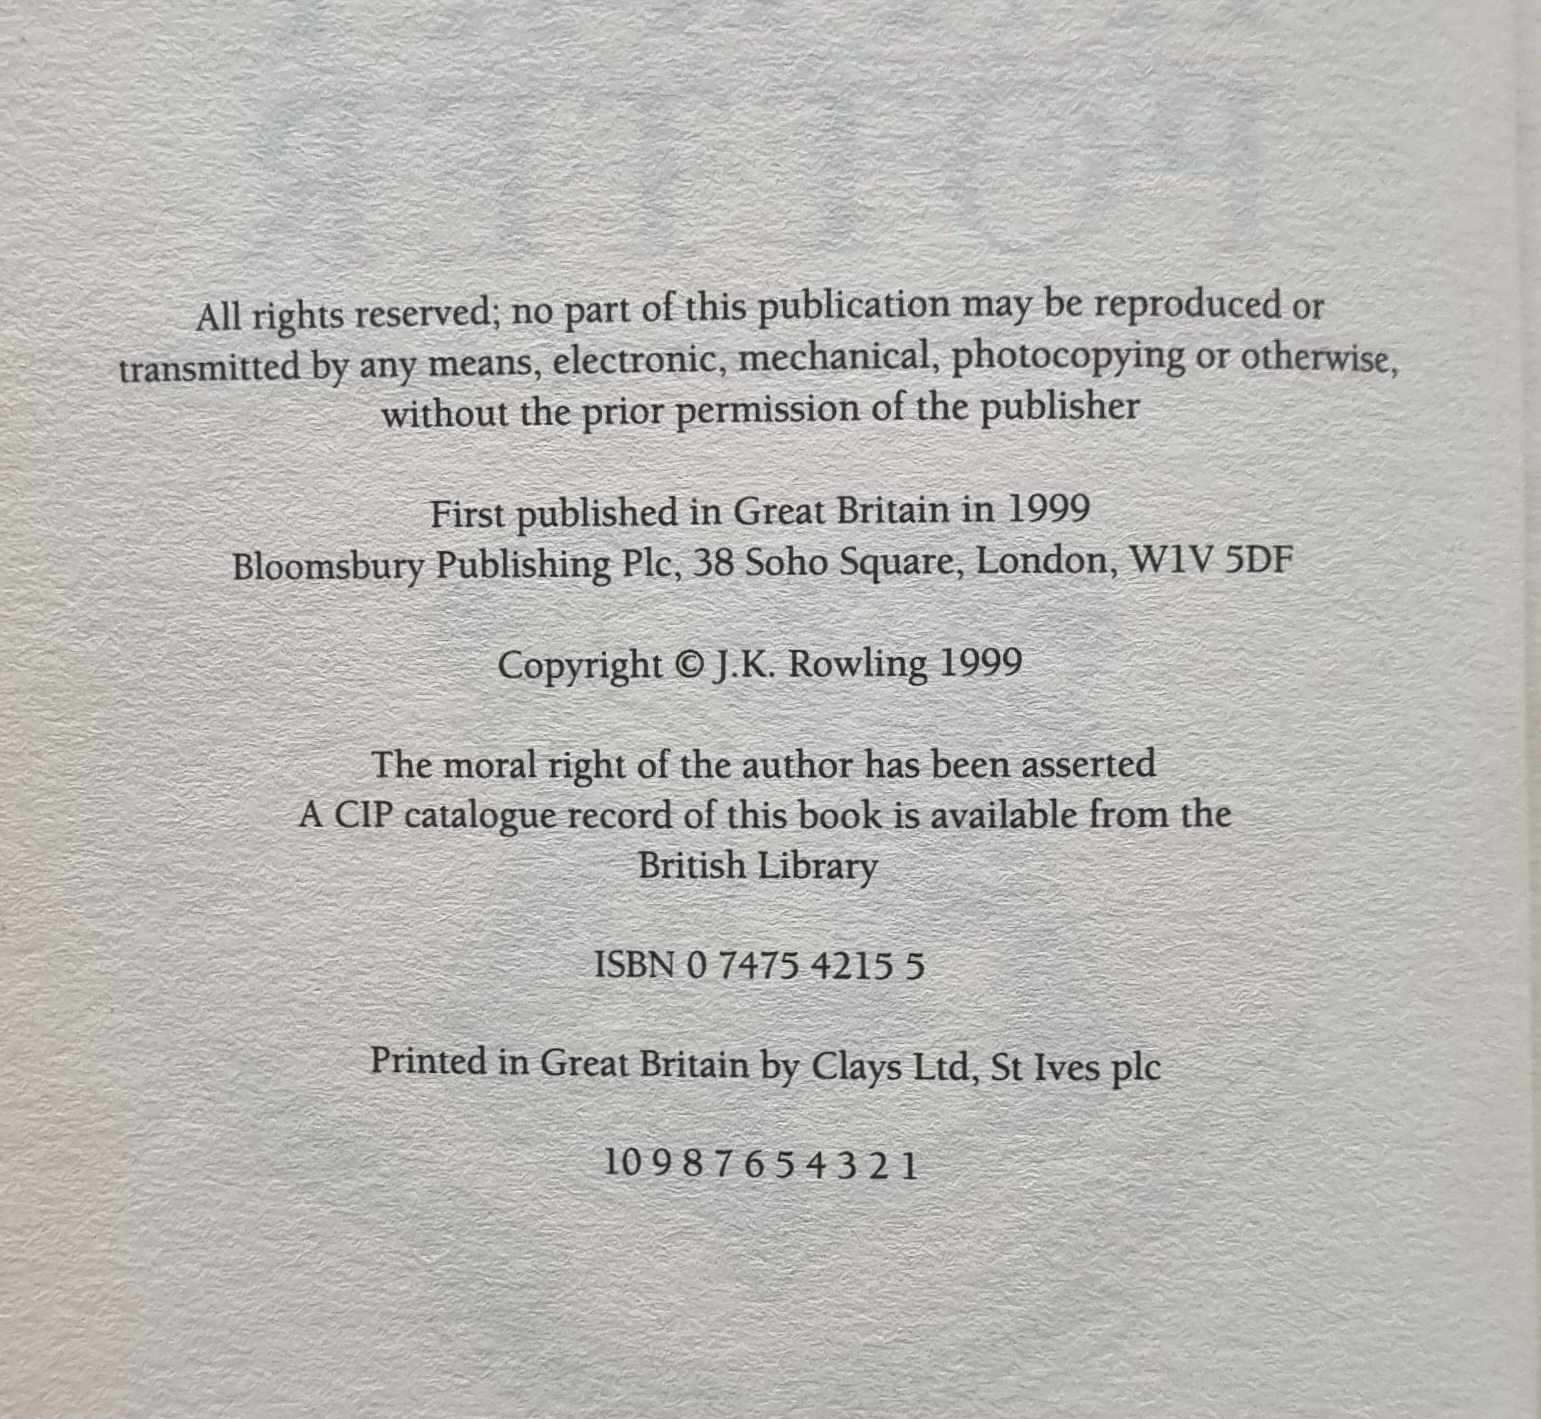 POTTER
All rights reserved; no part of this publication may be reproduced or
transmitted by any means, electronic, mechanical, photocopying or otherwise,
without the prior permission of the publisher
First published in Great Britain in 1999
Bloomsbury Publishing Plc, 38 Soho Square, London, W1V 5DF
Copyright © J.K. Rowling 1999
The moral right of the author has been asserted
A CIP catalogue record of this book is available from the
British Library
ISBN 0 7475 4215 5
Printed in Great Britain by Clays Ltd, St Ives plc
10 9 8 7 6 5 4 3 2 1